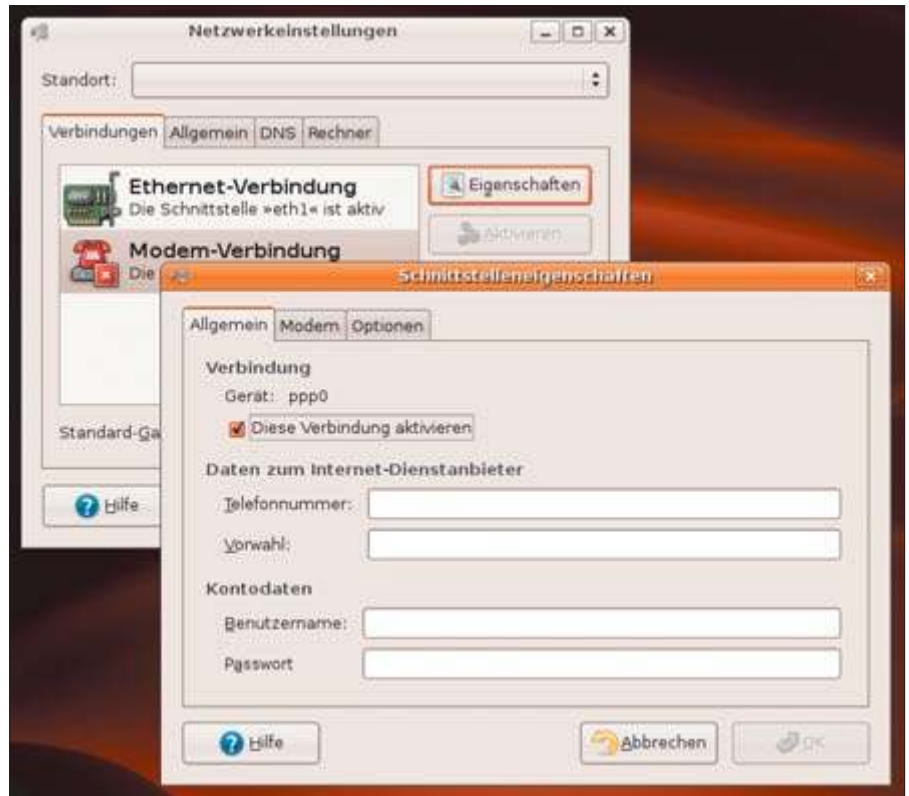 Netzwerkeinstellungen
Standort:
Verbindungen Allgemein DNS Rechner
Ethernet-Verbindung
Die Schnittstelle »eth1« ist aktiv
Eigenschaften
Aktivieren
Modem-Verbindung
Die
Standard-Ga
Hilfe
Schnittstelleneigenschaften
Allgemein Modem Optionen
Verbindung
Gerät: ppp0
Diese Verbindung aktivieren
Daten zum Internet-Dienstanbieter
Telefonnummer:
Vorwahl:
Kontodaten
Benutzername:
Passwort
Hilfe
Abbrechen
OK